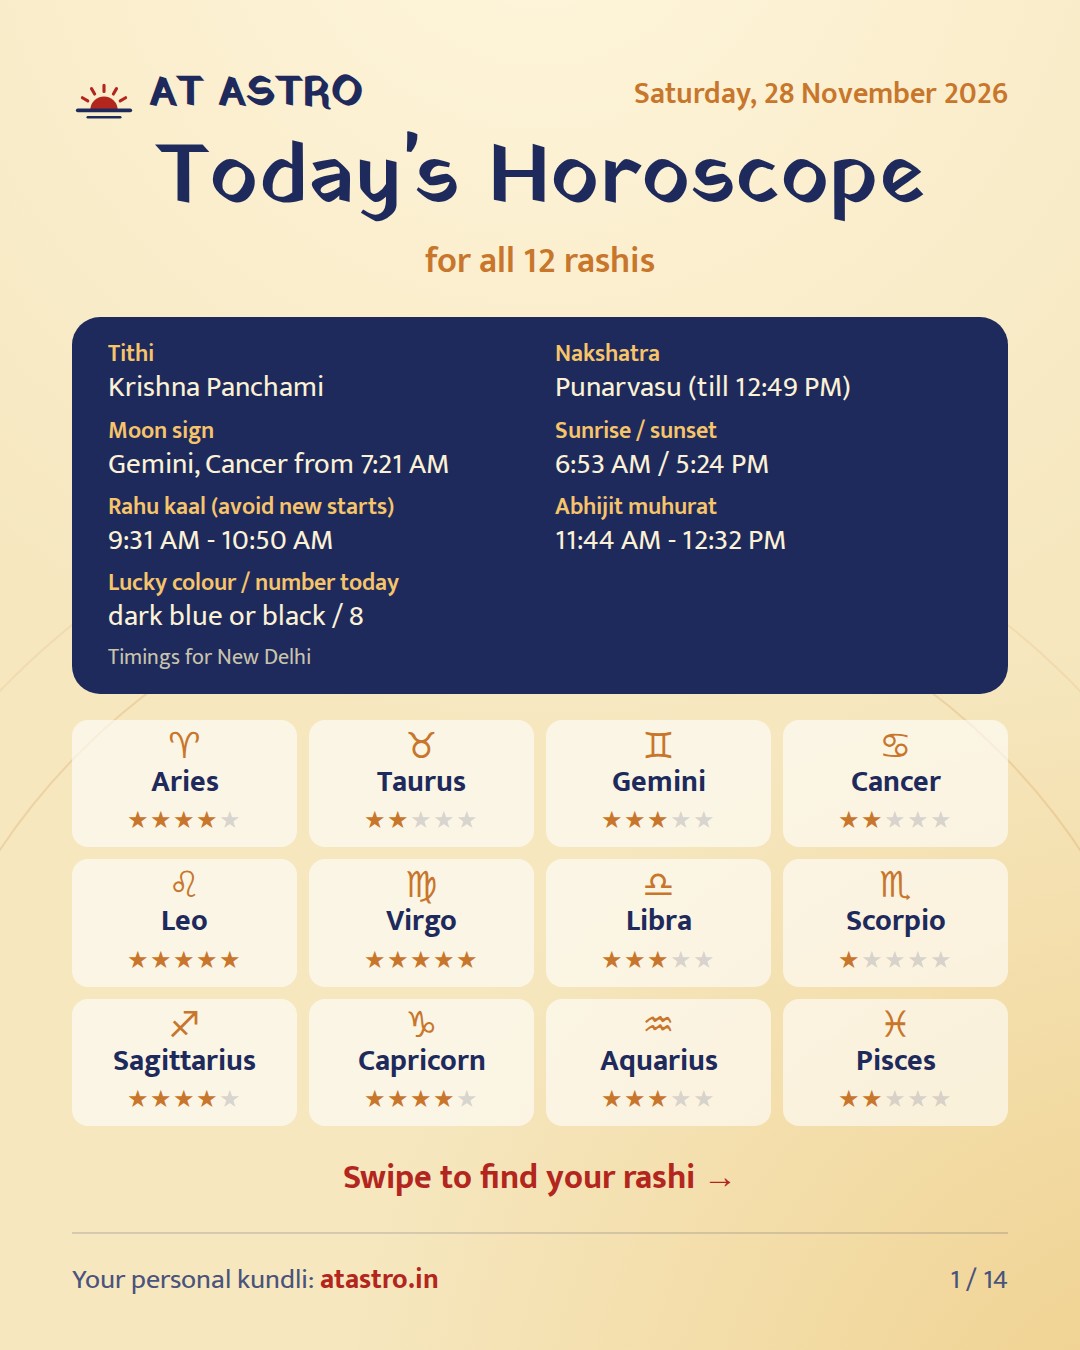 AT ASTRO
Saturday, 28 November 2026
Today's Horoscope
for all 12 rashis
Tithi
Krishna Panchami
Nakshatra
Punarvasu (till 12:49 PM)
Moon sign
Gemini, Cancer from 7:21 AM
Sunrise / sunset
6:53 AM / 5:24 PM
Rahu kaal (avoid new starts)
9:31 AM - 10:50 AM
Abhijit muhurat
11:44 AM - 12:32 PM
Lucky colour / number today
dark blue or black / 8
Timings for New Delhi
♈ Aries
★★★★★
♉ Taurus
★★★★★
♊ Gemini
★★★★★
♋ Cancer
★★★★★
♌ Leo
★★★★★
♍ Virgo
★★★★★
♎ Libra
★★★★★
♏ Scorpio
★★★★★
♐ Sagittarius
★★★★★
♑ Capricorn
★★★★★
♒ Aquarius
★★★★★
♓ Pisces
★★★★★
Swipe to find your rashi →
Your personal kundli: atastro.in
1 / 14